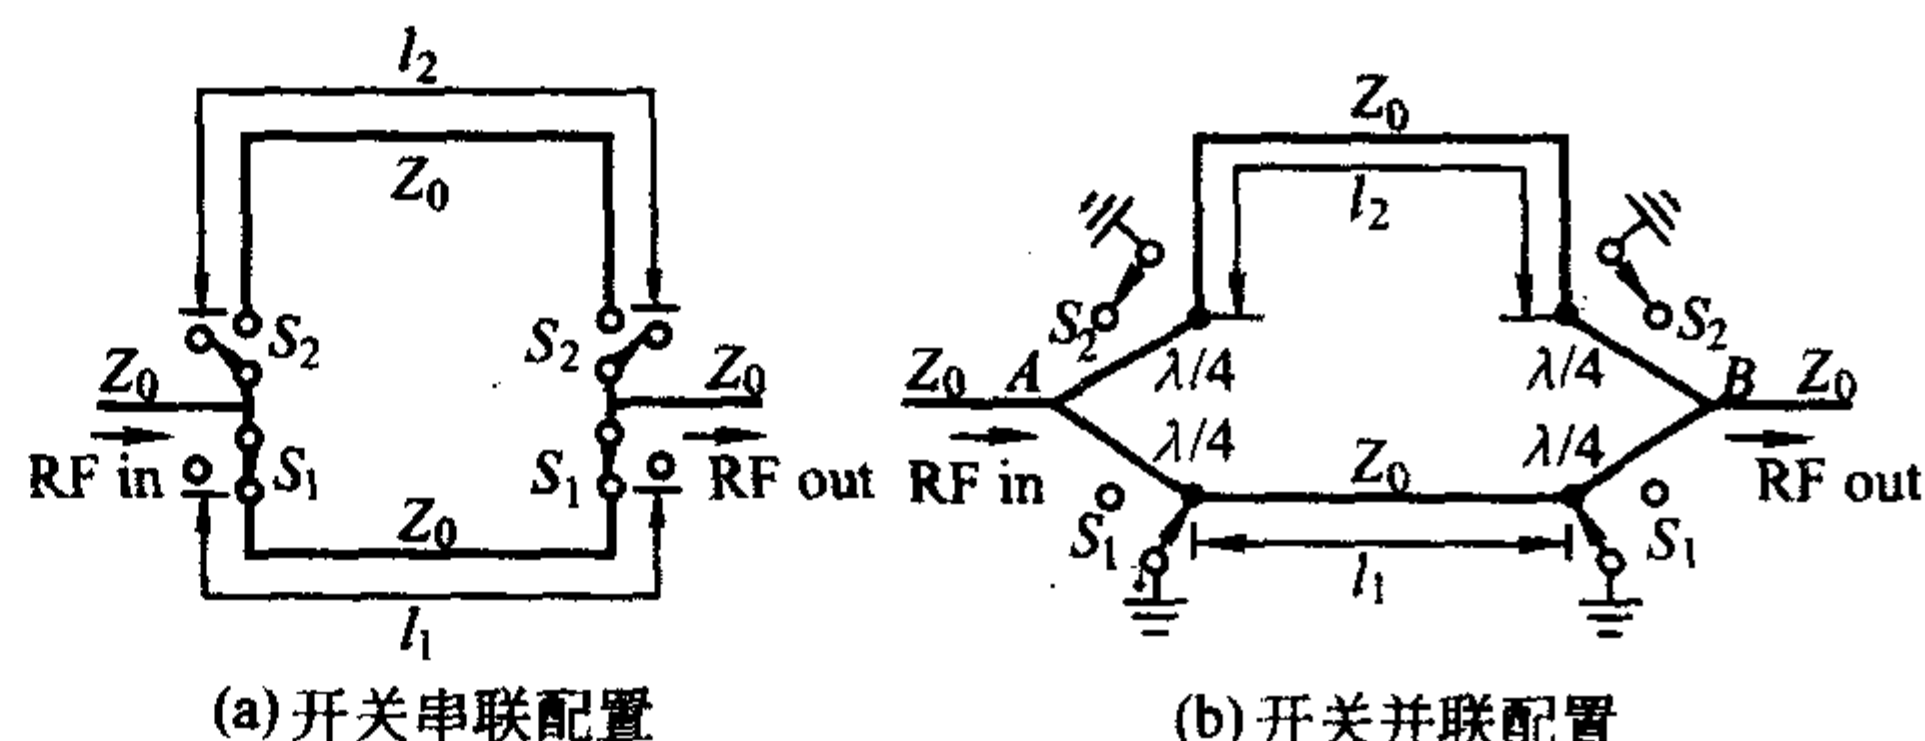 l₂
Z₀
S₂
S₂
Z₀
Z₀
RF in
S₁
S₁
RF out
Z₀
l₁
(a) 开关串联配置
Z₀
l₂
S₂
S₂
Z₀
A
λ/4
λ/4
B
Z₀
RF in
λ/4
λ/4
RF out
Z₀
S₁
S₁
l₁
(b) 开关并联配置